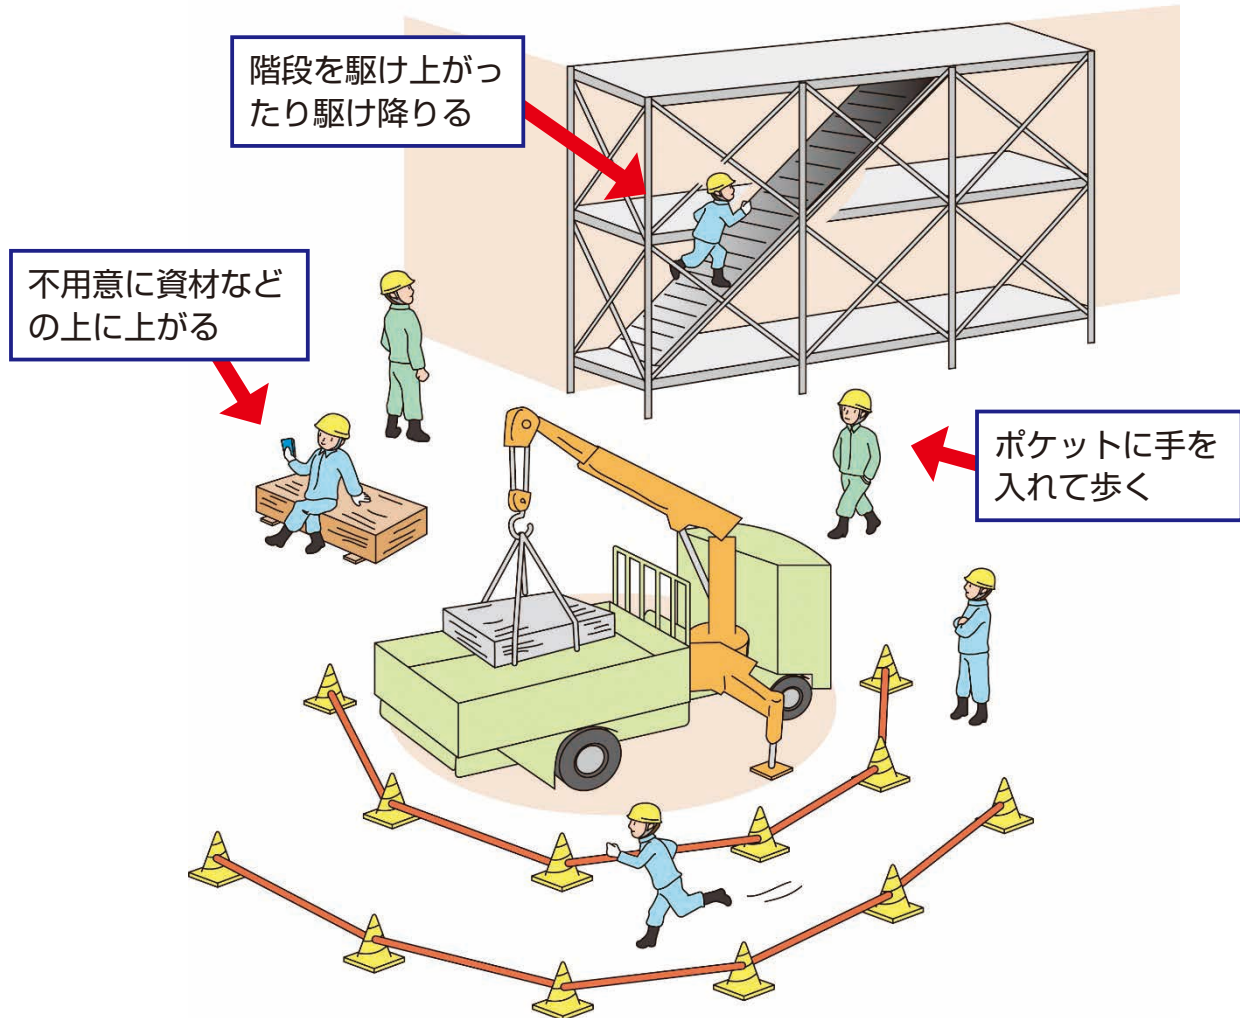 階段を駆け上がっ
たり駆け降りる
不用意に資材など
の上に上がる
ポケットに手を
入れて歩く